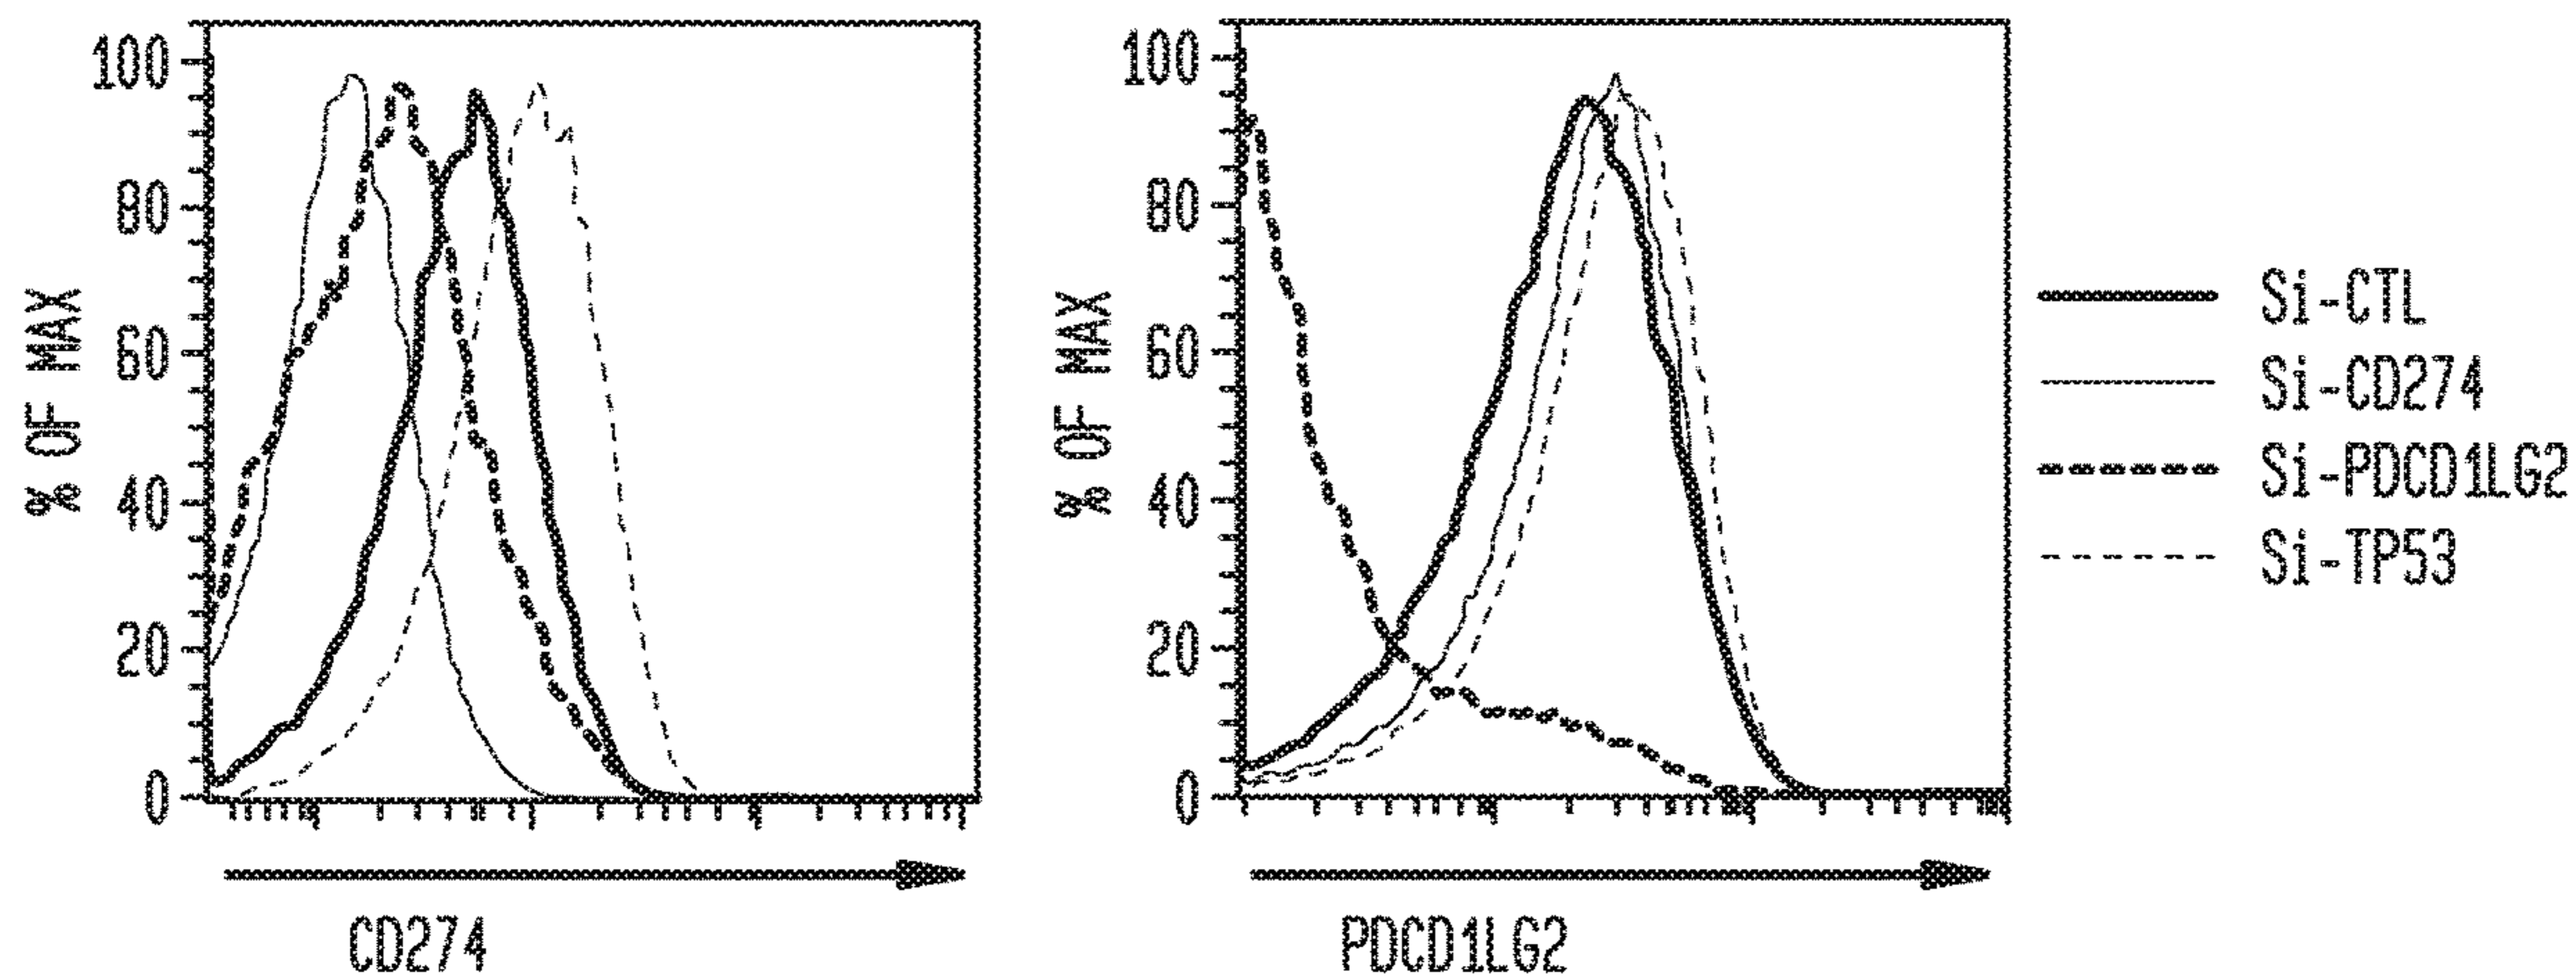 % OF MAX
100
80
60
40
20
0
CD274
% OF MAX
100
80
60
40
20
0
PDCD1LG2
Si-CTL
Si-CD274
Si-PDCD1LG2
Si-TP53